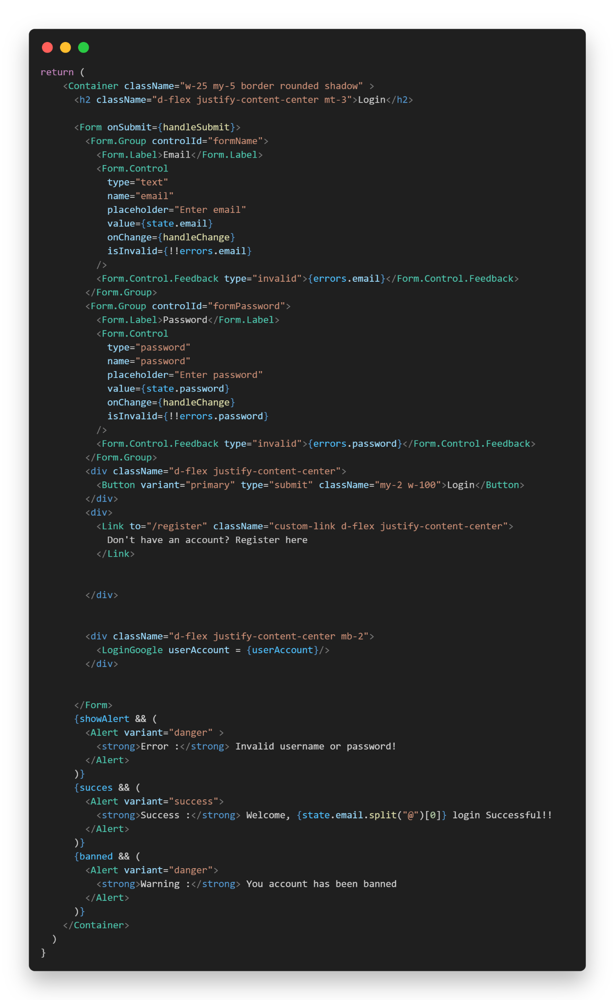 return (
    <Container className="w-25 my-5 border rounded shadow" >
      <h2 className="d-flex justify-content-center mt-3">Login</h2>

      <Form onSubmit={handleSubmit}>
        <Form.Group controlId="formName">
          <Form.Label>Email</Form.Label>
          <Form.Control
            type="text"
            name="email"
            placeholder="Enter email"
            value={state.email}
            onChange={handleChange}
            isInvalid={!!errors.email}
          />
          <Form.Control.Feedback type="invalid">{errors.email}</Form.Control.Feedback>
        </Form.Group>
        <Form.Group controlId="formPassword">
          <Form.Label>Password</Form.Label>
          <Form.Control
            type="password"
            name="password"
            placeholder="Enter password"
            value={state.password}
            onChange={handleChange}
            isInvalid={!!errors.password}
          />
          <Form.Control.Feedback type="invalid">{errors.password}</Form.Control.Feedback>
        </Form.Group>
        <div className="d-flex justify-content-center">
          <Button variant="primary" type="submit" className="my-2 w-100">Login</Button>
        </div>
        <div>
          <Link to="/register" className="custom-link d-flex justify-content-center">
            Don't have an account? Register here
          </Link>


        </div>


        <div className="d-flex justify-content-center mb-2">
          <LoginGoogle userAccount = {userAccount}/>
        </div>


      </Form>
      {showAlert && (
        <Alert variant="danger" >
          <strong>Error :</strong> Invalid username or password!
        </Alert>
      )}
      {succes && (
        <Alert variant="success">
          <strong>Success :</strong> Welcome, {state.email.split("@")[0]} login Successful!!
        </Alert>
      )}
      {banned && (
        <Alert variant="danger">
          <strong>Warning :</strong> You account has been banned
        </Alert>
      )}
    </Container>
  )
}